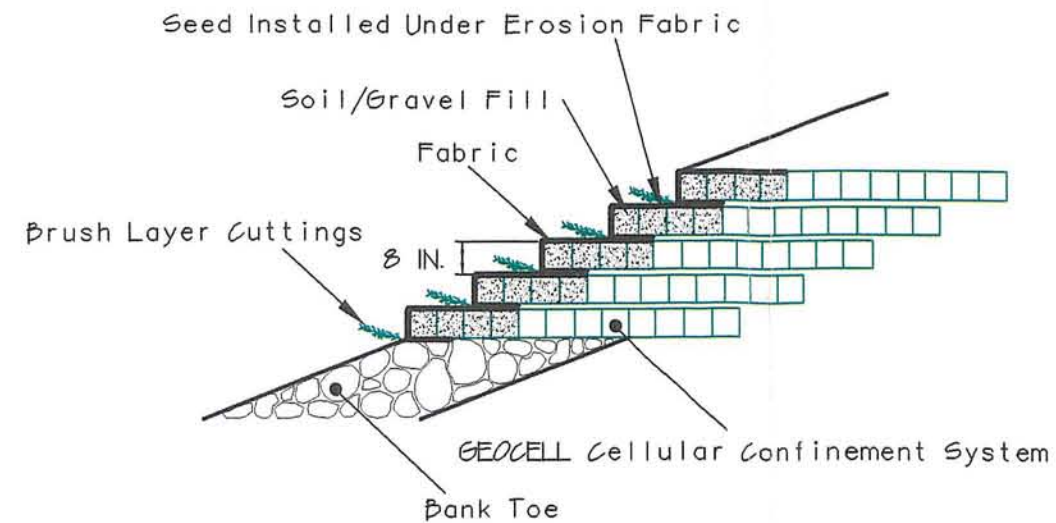 Seed Installed Under Erosion Fabric
Soil/Gravel Fill
Fabric
Brush Layer Cuttings
8 IN.
GEOCELL Cellular Confinement System
Bank Toe